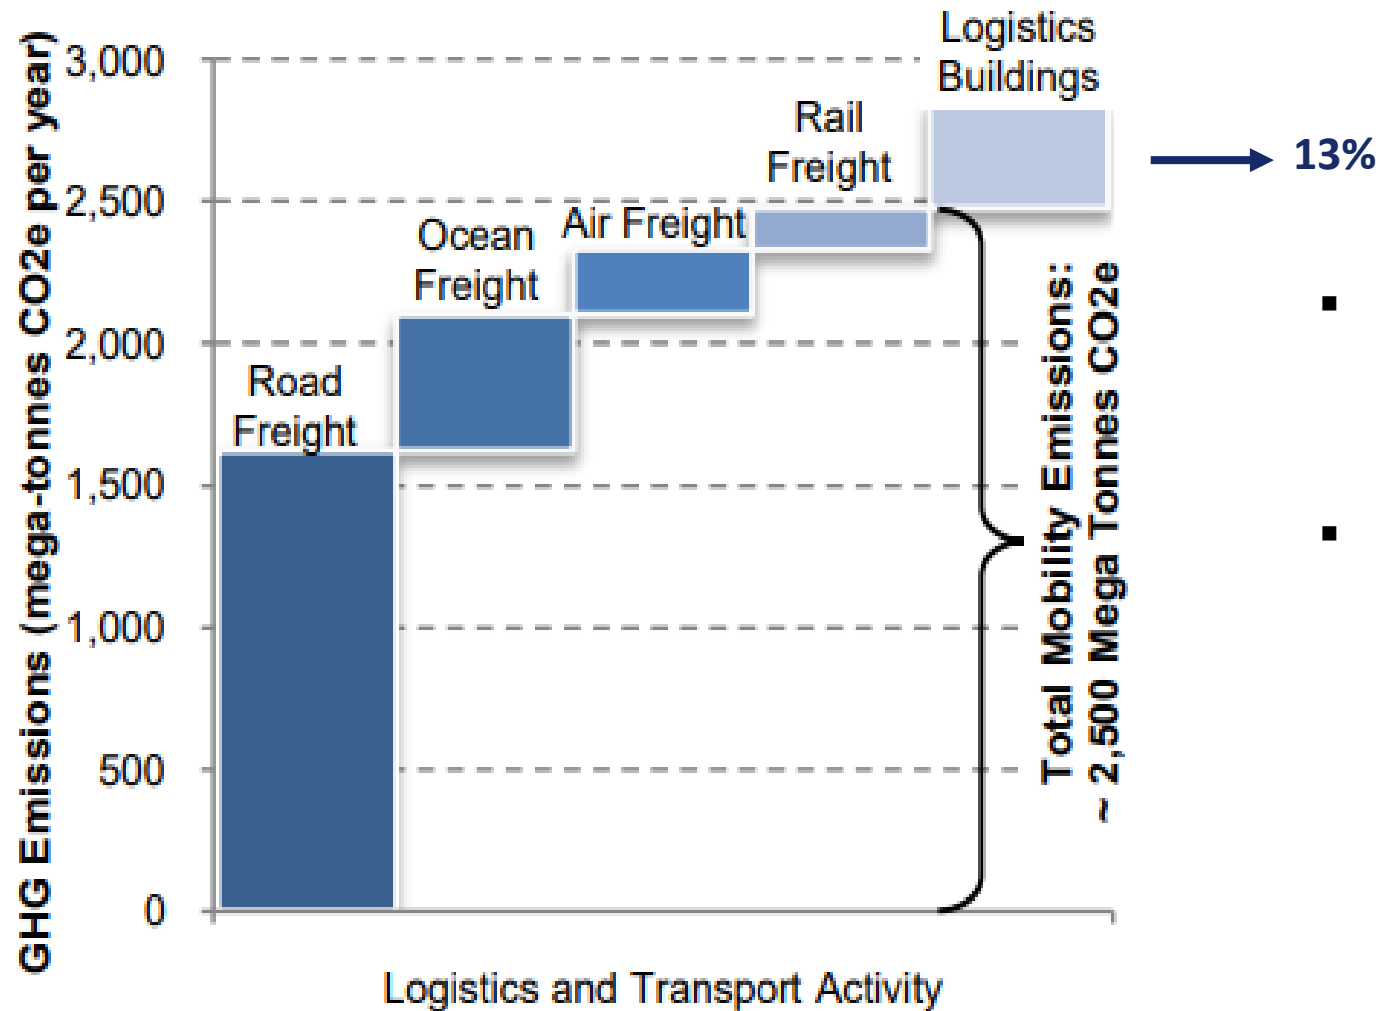 GHG Emissions (mega-tonnes CO2e per year)
3,000
2,500
2,000
1,500
1,000
500
0
Road
Freight
Ocean
Freight
Air Freight
Rail
Freight
Logistics
Buildings
13%
Total Mobility Emissions:
~ 2,500 Mega Tonnes CO2e
Logistics and Transport Activity